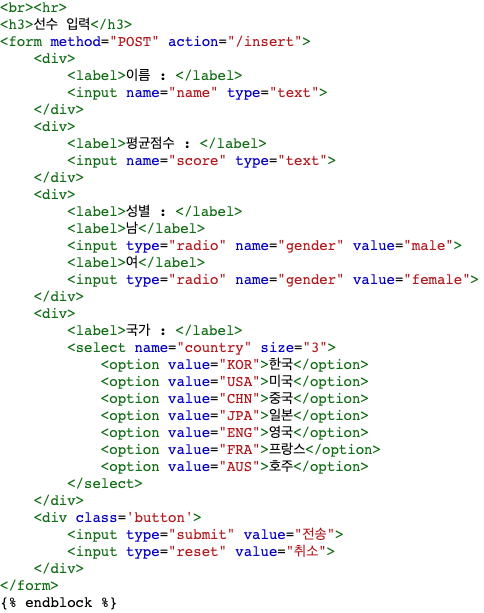 <br><hr>
<h3>선수 입력</h3>
<form method="POST" action="/insert">
    <div>
        <label>이름 : </label>
        <input name="name" type="text">
    </div>
    <div>
        <label>평균점수 : </label>
        <input name="score" type="text">
    </div>
    <div>
        <label>성별 : </label>
        <label>남</label>
        <input type="radio" name="gender" value="male">
        <label>여</label>
        <input type="radio" name="gender" value="female">
    </div>
    <div>
        <label>국가 : </label>
        <select name="country" size="3">
            <option value="KOR">한국</option>
            <option value="USA">미국</option>
            <option value="CHN">중국</option>
            <option value="JPA">일본</option>
            <option value="ENG">영국</option>
            <option value="FRA">프랑스</option>
            <option value="AUS">호주</option>
        </select>
    </div>
    <div class='button'>
        <input type="submit" value="전송">
        <input type="reset" value="취소">
    </div>
</form>
{% endblock %}